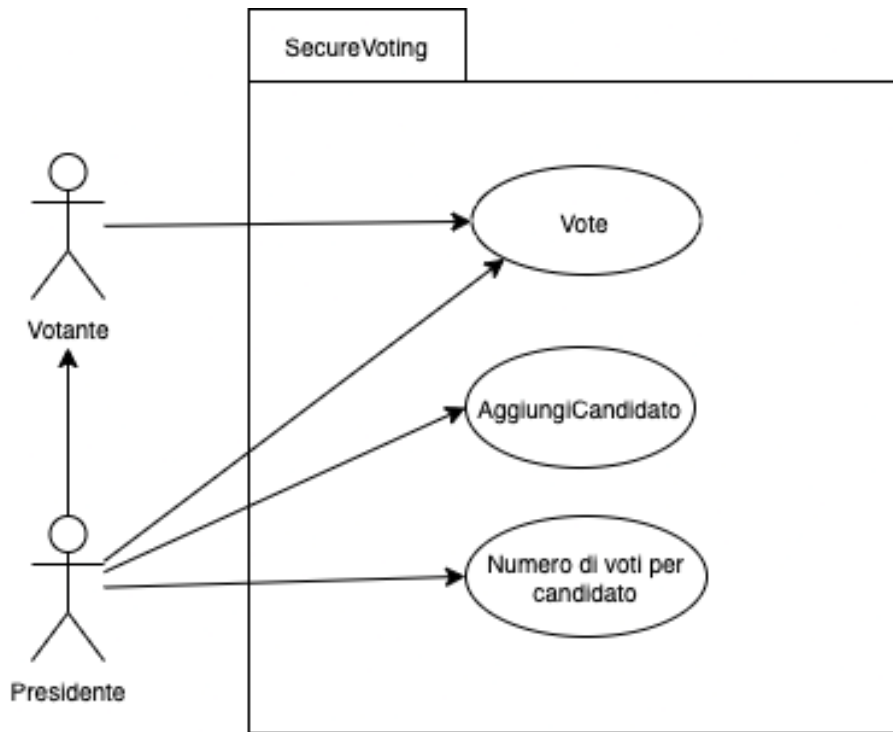 SecureVoting
Vote
Votante
AggiungiCandidato
Numero di voti per
candidato
Presidente